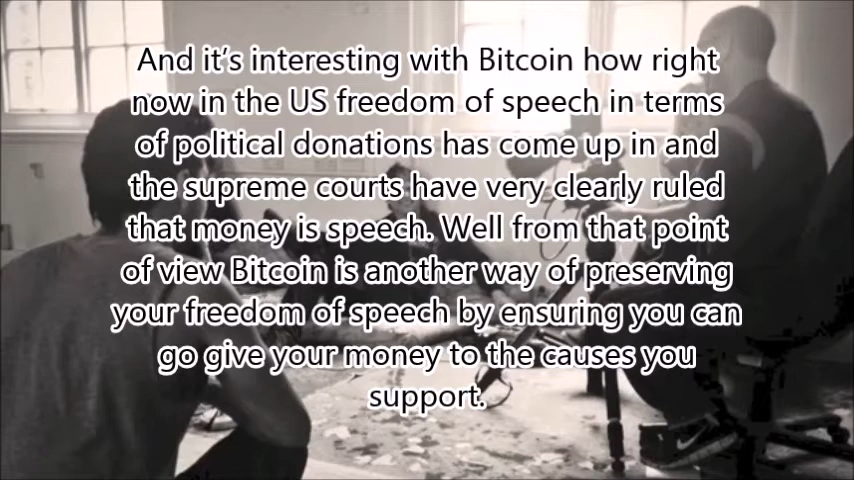 And it's interesting with Bitcoin how right
now in the US freedom of speech in terms
of political donations has come up in and
the supreme courts have very clearly ruled
that money is speech. Well from that point
of view Bitcoin is another way of preserving
your freedom of speech by ensuring you can
go give your money to the causes you
support.